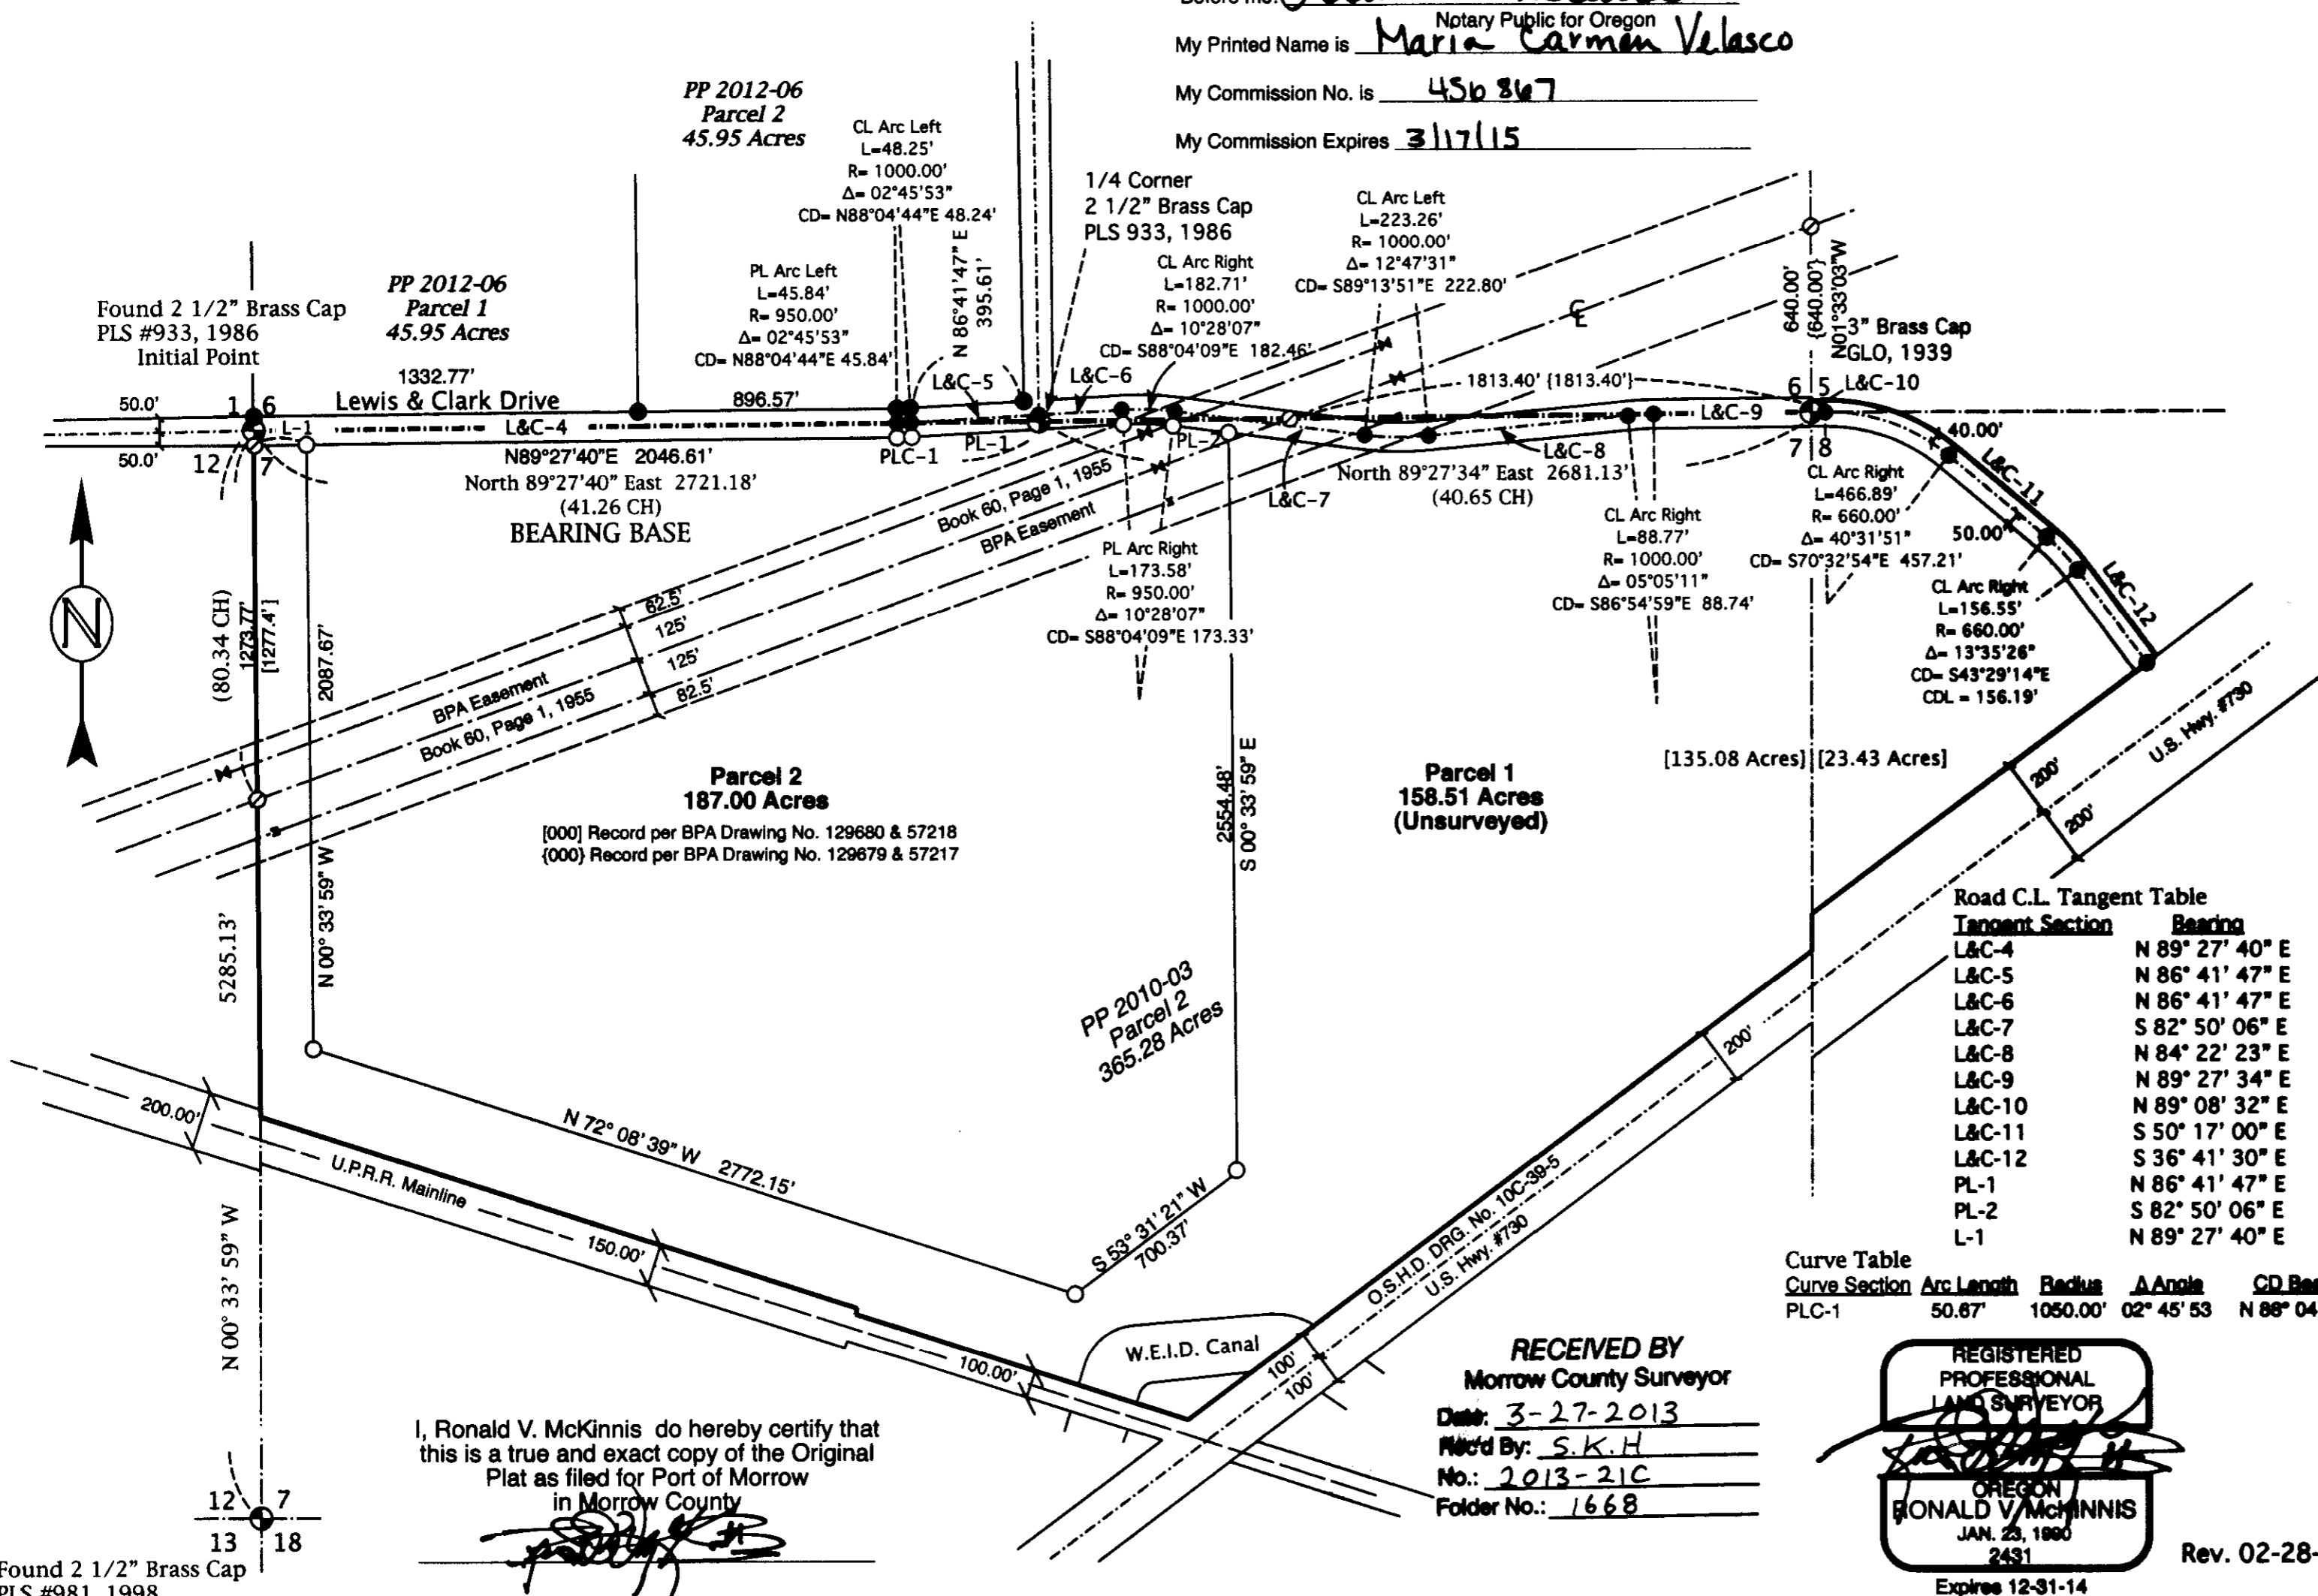 Before me:
Notary Public for Oregon
My Printed Name is Maria Carmen Velasco
My Commission No. is 456867
My Commission Expires 3/17/15
PP 2012-06
Parcel 2
45.95 Acres
CL Arc Left
L=48.25'
R= 1000.00'
Δ= 02°45'53"
CD= N88°04'44"E 48.24'
N 86°41'47" E
395.61'
1/4 Corner
2 1/2" Brass Cap
PLS 933, 1986
CL Arc Right
L=182.71'
R= 1000.00'
Δ= 10°28'07"
CD= S88°04'09"E 182.46'
CL Arc Left
L=223.26'
R= 1000.00'
Δ= 12°47'31"
CD= S89°13'51"E 222.80'
640.00'
{640.00'}
N01°33'03"W
3" Brass Cap
GLO, 1939
Found 2 1/2" Brass Cap
PLS #933, 1986
Initial Point
PP 2012-06
Parcel 1
45.95 Acres
PL Arc Left
L=45.84'
R= 950.00'
Δ= 02°45'53"
CD= N88°04'44"E 45.84'
1332.77'
Lewis & Clark Drive
896.57'
L&C-5
L&C-6
1813.40' {1813.40'}
6 5
L&C-10
50.0'
1 6
L-1
L&C-4
PL-1
PL-2
L&C-9
50.0'
12 7
N89°27'40"E 2046.61'
PLC-1
L&C-7
L&C-8
7 8
North 89°27'40" East 2721.18'
(41.26 CH)
BEARING BASE
North 89°27'34" East 2681.13'
(40.65 CH)
40.00'
L&C-11
50.00'
L&C-12
CL Arc Right
L=466.89'
R= 660.00'
Δ= 40°31'51"
CD= S70°32'54"E 457.21'
CL Arc Right
L=88.77'
R= 1000.00'
Δ= 05°05'11"
CD= S86°54'59"E 88.74'
CL Arc Right
L=156.55'
R= 660.00'
Δ= 13°35'26"
CD= S43°29'14"E
CDL = 156.19'
PL Arc Right
L=173.58'
R= 950.00'
Δ= 10°28'07"
CD= S88°04'09"E 173.33'
Book 60, Page 1, 1955
BPA Easement
N
(80.34 CH)
1273.77'
[1277.4']
2087.67'
62.5'
125'
125'
82.5'
BPA Easement
Book 60, Page 1, 1955
Parcel 2
187.00 Acres
[000] Record per BPA Drawing No. 129680 & 57218
{000} Record per BPA Drawing No. 129679 & 57217
2554.48'
S 00° 33' 59" E
Parcel 1
158.51 Acres
(Unsurveyed)
[135.08 Acres] [23.43 Acres]
200'
200'
U.S. Hwy. #730
5285.13'
N 00° 33' 59" W
PP 2010-03
Parcel 2
365.28 Acres
200'
Road C.L. Tangent Table
Tangent Section Bearing
L&C-4 N 89° 27' 40" E
L&C-5 N 86° 41' 47" E
L&C-6 N 86° 41' 47" E
L&C-7 S 82° 50' 06" E
L&C-8 N 84° 22' 23" E
L&C-9 N 89° 27' 34" E
L&C-10 N 89° 08' 32" E
L&C-11 S 50° 17' 00" E
L&C-12 S 36° 41' 30" E
PL-1 N 86° 41' 47" E
PL-2 S 82° 50' 06" E
L-1 N 89° 27' 40" E
Curve Table
Curve Section Arc Length Radius Δ Angle CD
PLC-1 50.67' 1050.00' 02° 45' 53 N 88° 04
200.00'
U.P.R.R. Mainline
150.00'
100.00'
N 72° 08' 39" W 2772.15'
S 53° 31' 21" W
700.37'
N 00° 33' 59" W
W.E.I.D. Canal
100'
100'
O.S.H.D. DRG. No. 10C-39-5
U.S. Hwy. #730
RECEIVED BY
Morrow County Surveyor
Date: 3-27-2013
Rec'd By: S.K.H
No.: 2013-21C
Folder No.: 1668
I, Ronald V. McKinnis do hereby certify that
this is a true and exact copy of the Original
Plat as filed for Port of Morrow
in Morrow County
REGISTERED
PROFESSIONAL
LAND SURVEYOR
OREGON
RONALD V. McKINNIS
JAN. 23, 1990
2431
Expires 12-31-14
Rev. 02-28-
12 7
13 18
Found 2 1/2" Brass Cap
PLS #981, 1998